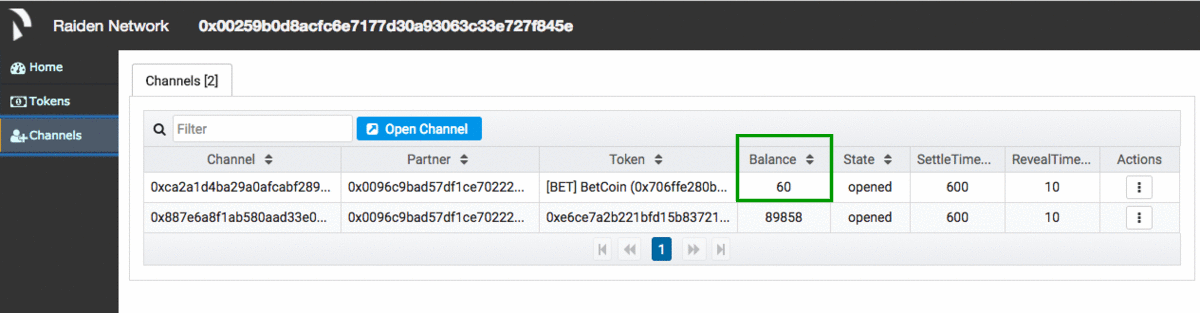 Raiden Network 0x00259b0d8acfc6e7177d30a93063c33e727f845e
Home
Tokens
Channels
Channels [2]
Filter Open Channel
Channel Partner Token Balance State SettleTime... RevealTime... Actions
0xca2a1d4ba29a0afcabf289... 0x0096c9bad57df1ce70222... [BET] BetCoin (0x706ffe280b... 60 opened 600 10
0x887e6a8f1ab580aad33e0... 0x0096c9bad57df1ce70222... 0xe6ce7a2b221bfd15b83721... 89858 opened 600 10
1